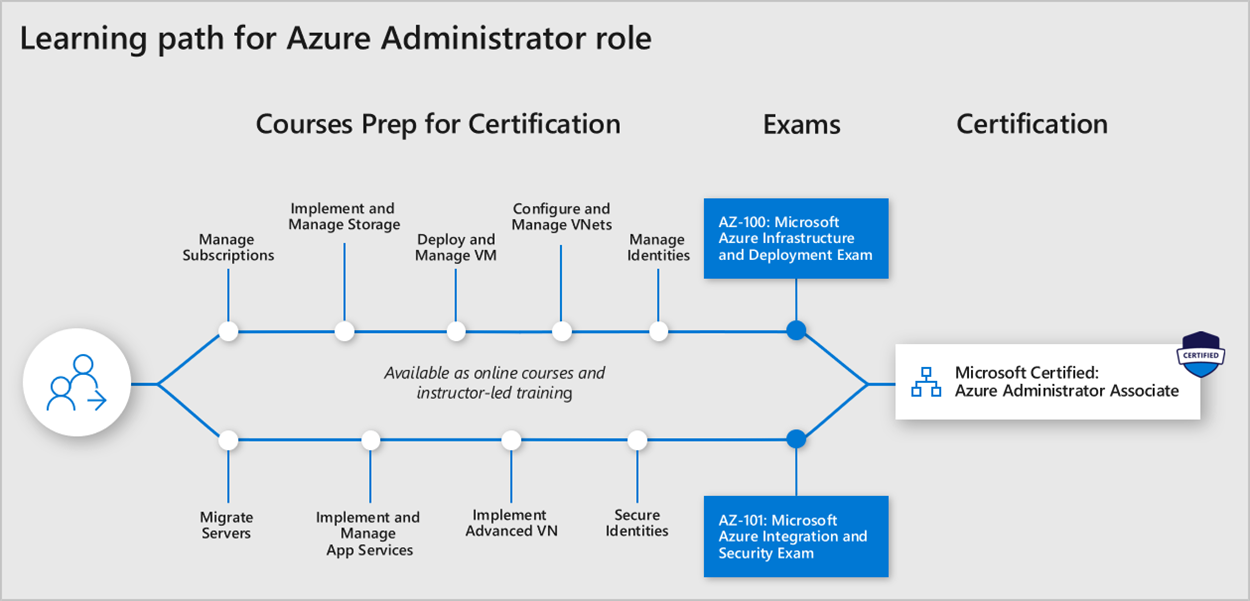 Learning path for Azure Administrator role
Courses Prep for Certification
Exams
Certification
Manage
Subscriptions
Implement and
Manage Storage
Deploy and
Manage VM
Configure and
Manage VNets
Manage
Identities
AZ-100: Microsoft
Azure Infrastructure
and Deployment Exam
Available as online courses and
instructor-led training
CERTIFIED
Microsoft Certified:
Azure Administrator Associate
Migrate
Servers
Implement and
Manage
App Services
Implement
Advanced VN
Secure
Identities
AZ-101: Microsoft
Azure Integration and
Security Exam